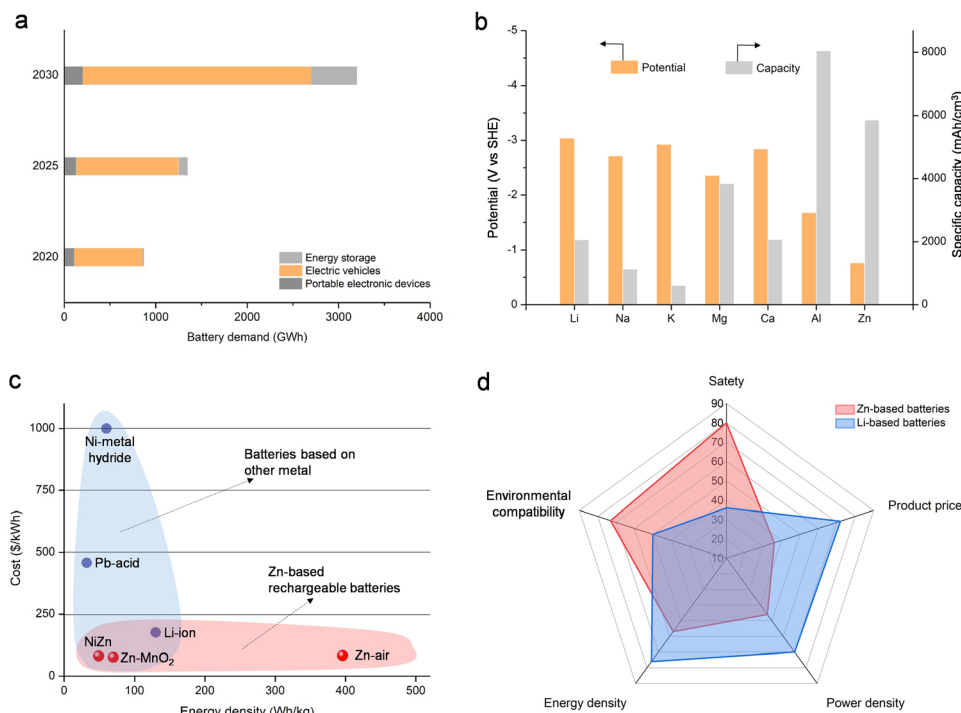 a
2030
2025
2020
Energy storage
Electric vehicles
Portable electronic devices
0
1000
2000
3000
4000
Battery demand (GWh)
b
-5
-4
-3
-2
-1
0
Potential (V vs SHE)
Potential
Capacity
8000
6000
4000
2000
0
Specific capacity (mAh/cm³)
Li
Na
K
Mg
Ca
Al
Zn
c
1000
750
500
250
0
Cost ($/kWh)
Ni-metal
hydride
Batteries based on
other metal
Pb-acid
Zn-based
rechargeable batteries
Li-ion
NiZn
Zn-MnO₂
Zn-air
0
100
200
300
400
500
Energy density (Wh/kg)
d
Satety
90
80
70
60
50
40
30
20
10
Zn-based batteries
Li-based batteries
Environmental
compatibility
Product price
Energy density
Power density